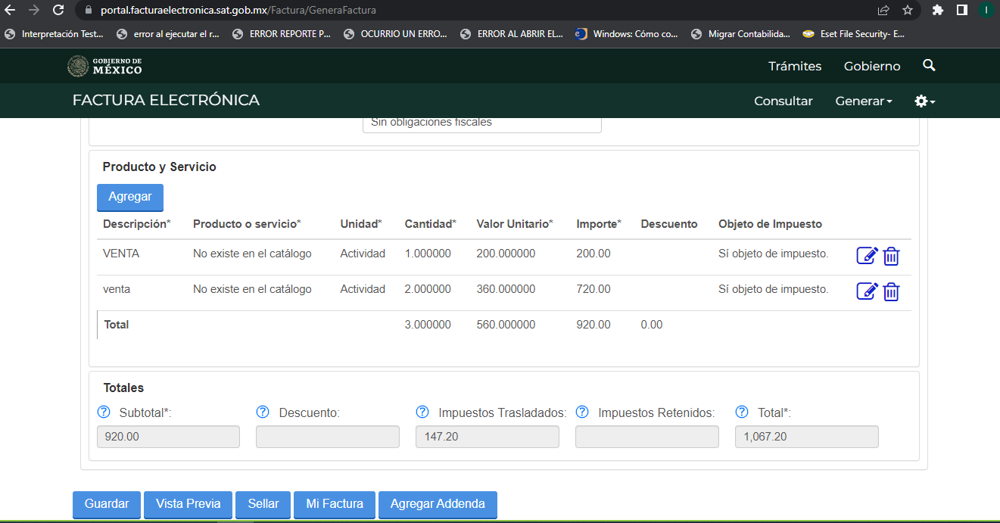 portal.facturaelectronica.sat.gob.mx/Factura/GeneraFactura
I
Interpretación Test... error al ejecutar el r... ERROR REPORTE P... OCURRIO UN ERRO... ERROR AL ABRIR EL... Windows: Cómo co... Migrar Contabilida... Eset File Security- E...
GOBIERNO DE
MÉXICO
Trámites Gobierno
FACTURA ELECTRÓNICA Consultar Generar
Sin obligaciones fiscales
Producto y Servicio
Agregar
Descripción* Producto o servicio* Unidad* Cantidad* Valor Unitario* Importe* Descuento Objeto de Impuesto
VENTA No existe en el catálogo Actividad 1.000000 200.000000 200.00 Sí objeto de impuesto.
venta No existe en el catálogo Actividad 2.000000 360.000000 720.00 Sí objeto de impuesto.
Total 3.000000 560.000000 920.00 0.00
Totales
? Subtotal*: ? Descuento: ? Impuestos Trasladados: ? Impuestos Retenidos: ? Total*:
920.00 147.20 1,067.20
Guardar Vista Previa Sellar Mi Factura Agregar Addenda